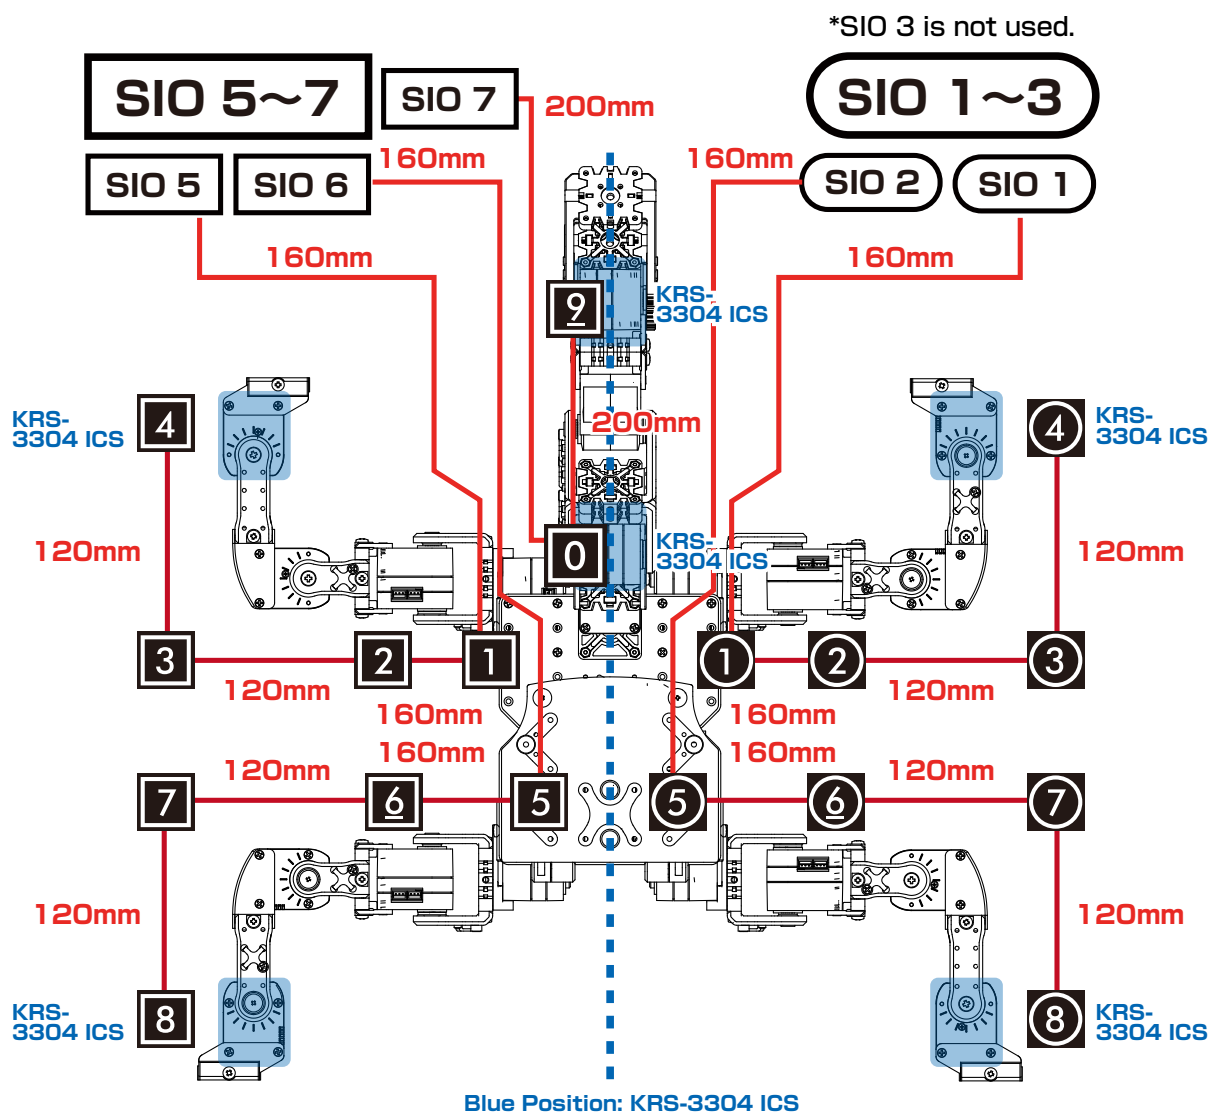 *SIO 3 is not used.
SIO 5～7
SIO 7
200mm
SIO 1～3
SIO 5
SIO 6
160mm
160mm
SIO 2
SIO 1
160mm
160mm
9
KRS-
3304 ICS
KRS-
3304 ICS
4
200mm
4
KRS-
3304 ICS
120mm
0
KRS-
3304 ICS
120mm
3
2
1
1
2
3
120mm
120mm
160mm
160mm
160mm
160mm
120mm
120mm
7
6
5
5
6
7
120mm
120mm
KRS-
3304 ICS
8
8
KRS-
3304 ICS
Blue Position: KRS-3304 ICS